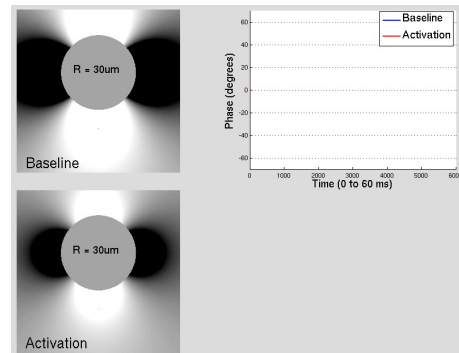 R = 30um
Baseline
R = 30um
Activation
Phase (degrees)
60
40
20
0
-20
-40
-60
0 1000 2000 3000 4000 5000 6000
Time (0 to 60 ms)
Baseline
Activation